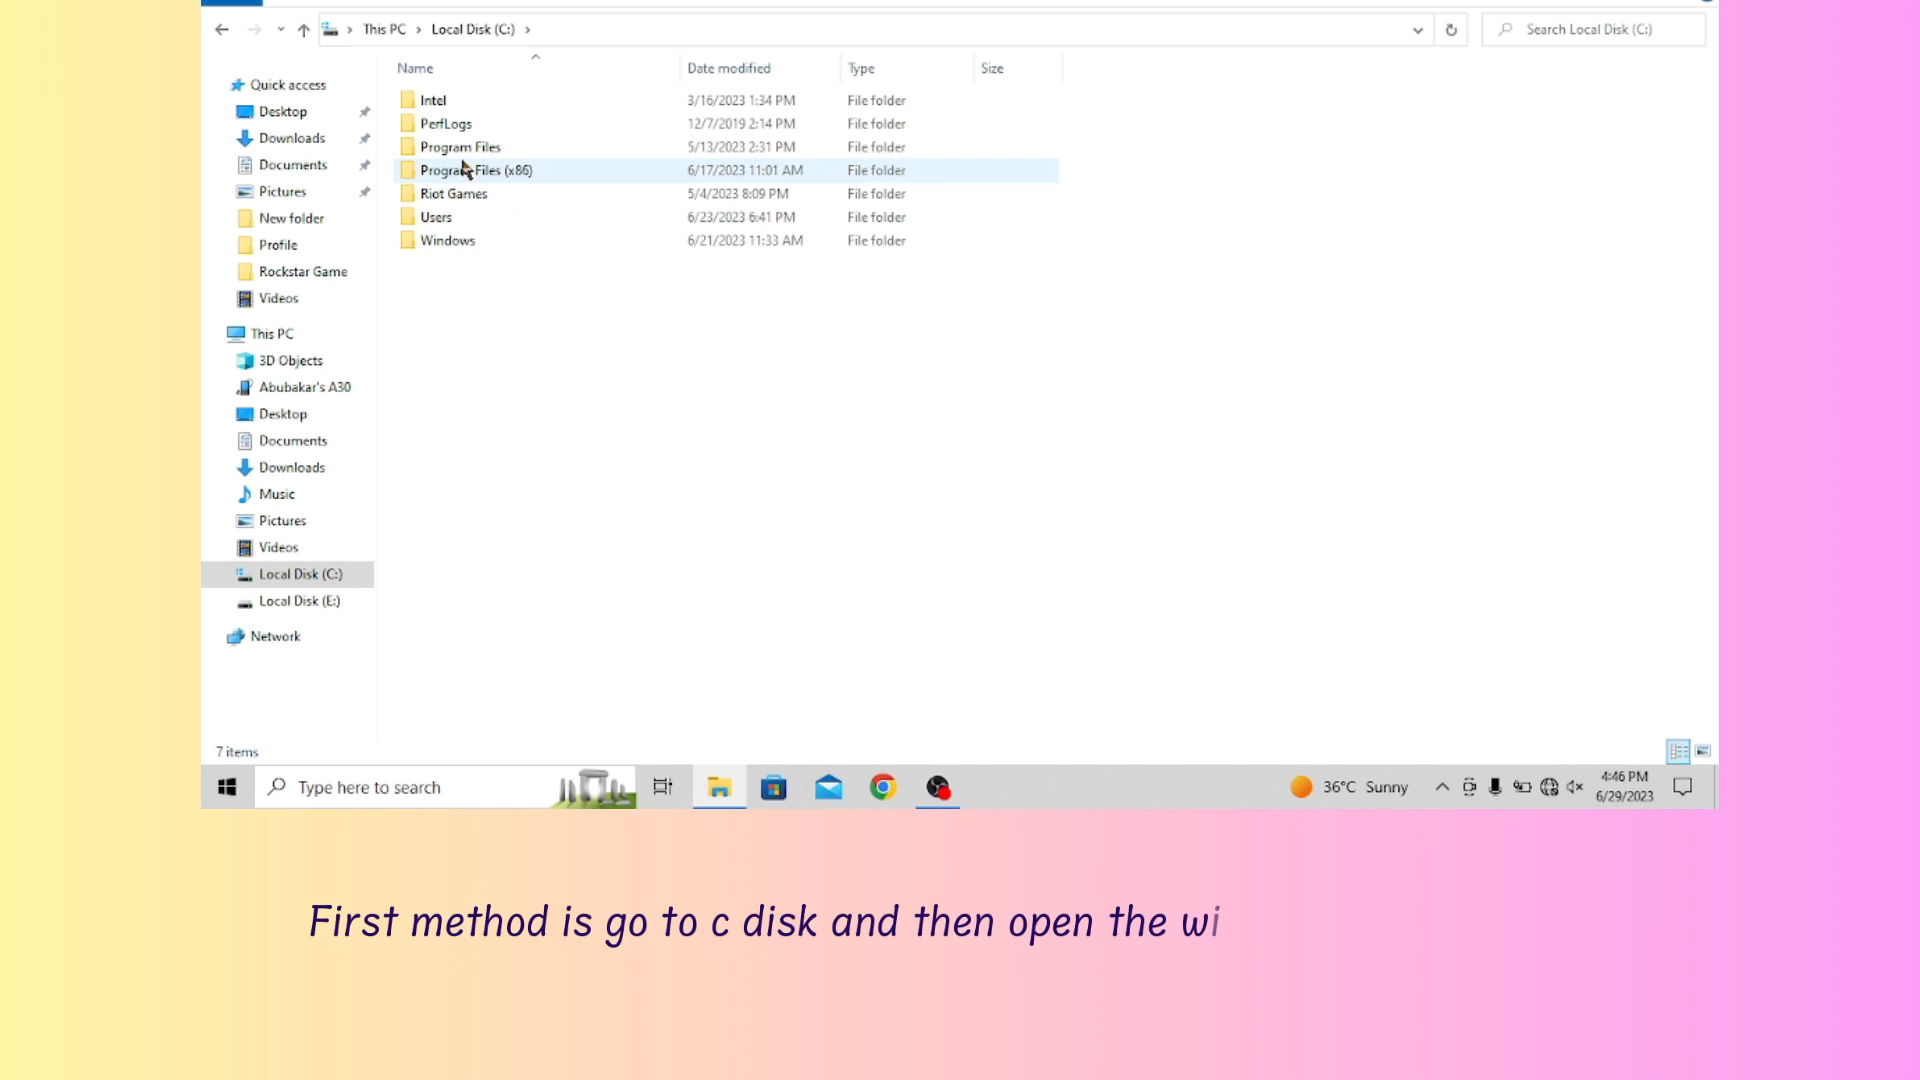 This PC > Local Disk (C:) >
Search Local Disk (C:)
Name Date modified Type Size
Quick access
Desktop
Downloads
Documents
Pictures
New folder
Profile
Rockstar Game
Videos
This PC
3D Objects
Abubakar's A30
Desktop
Documents
Downloads
Music
Pictures
Videos
Local Disk (C:)
Local Disk (E:)
Network
Intel 3/16/2023 1:34 PM File folder
PerfLogs 12/7/2019 2:14 PM File folder
Program Files 5/13/2023 2:31 PM File folder
Program Files (x86) 6/17/2023 11:01 AM File folder
Riot Games 5/4/2023 8:09 PM File folder
Users 6/23/2023 6:41 PM File folder
Windows 6/21/2023 11:33 AM File folder
7 items
Type here to search
36°C Sunny
4:46 PM
6/29/2023
First method is go to c disk and then open the wi